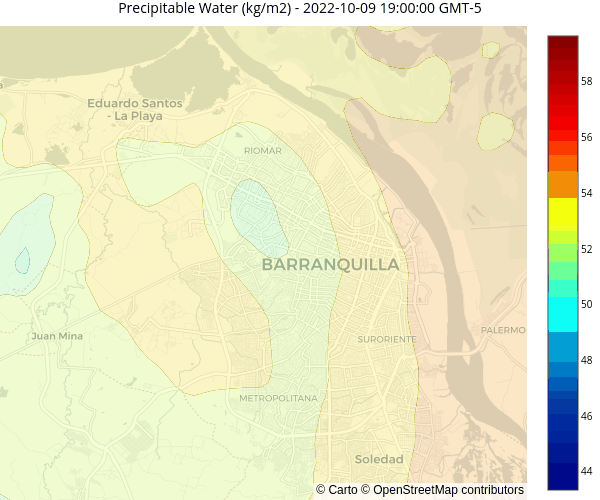 Precipitable Water (kg/m2) - 2022-10-09 19:00:00 GMT-5
Eduardo Santos
- La Playa
RIOMAR
BARRANQUILLA
Juan Mina
SURORIENTE
PALERMO
METROPOLITANA
Soledad
© Carto © OpenStreetMap contributors
58
56
54
52
50
48
46
44